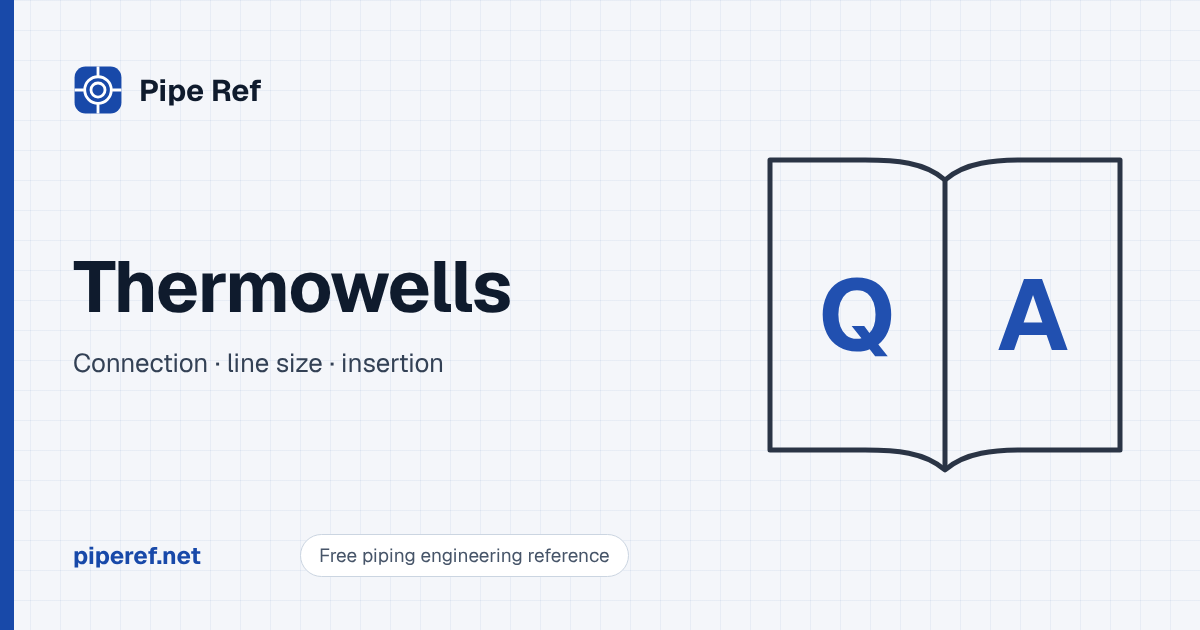 Pipe Ref
Thermowells
Connection · line size · insertion
Q A
piperef.net
Free piping engineering reference